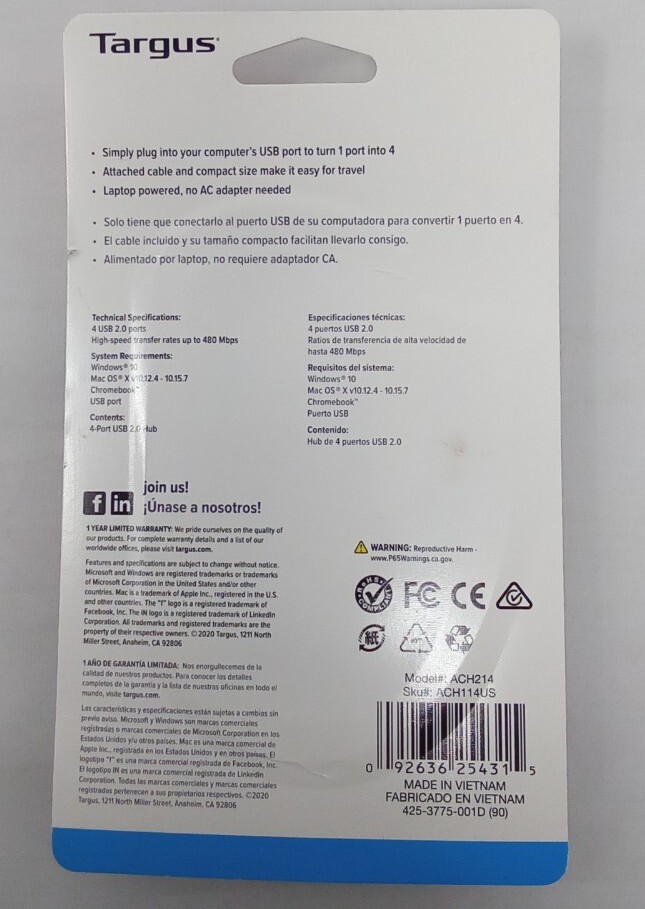 Targus
• Simply plug into your computer's USB port to turn 1 port into 4
• Attached cable and compact size make it easy for travel
• Laptop powered, no AC adapter needed
• Solo tiene que conectarlo al puerto USB de su computadora para convertir 1 puerto en 4.
• El cable incluido y su tamaño compacto facilitan llevarlo consigo.
• Alimentado por laptop, no requiere adaptador CA.
Technical Specifications:
4 USB 2.0 ports
High-speed transfer rates up to 480 Mbps
System Requirements:
Windows® 10
Mac OS® X v10.12.4 - 10.15.7
Chromebook™
USB port
Contents:
4-Port USB 2.0 Hub
Especificaciones técnicas:
4 puertos USB 2.0
Ratios de transferencia de alta velocidad de
hasta 480 Mbps
Requisitos del sistema:
Windows® 10
Mac OS® X v10.12.4 - 10.15.7
Chromebook™
Puerto USB
Contenido:
Hub de 4 puertos USB 2.0
f in
join us!
¡Únase a nosotros!
1 YEAR LIMITED WARRANTY: We pride ourselves on the quality of
our products. For complete warranty details and a list of our
worldwide offices, please visit targus.com.
Features and specifications are subject to change without notice.
Microsoft and Windows are registered trademarks or trademarks
of Microsoft Corporation in the United States and/or other
countries. Mac is a trademark of Apple Inc., registered in the U.S.
and other countries. The "f" logo is a registered trademark of
Facebook, Inc. The IN logo is a registered trademark of LinkedIn
Corporation. All trademarks and registered trademarks are the
property of their respective owners. ©2020 Targus, 1211 North
Miller Street, Anaheim, CA 92806
1 AÑO DE GARANTÍA LIMITADA: Nos enorgullecemos de la
calidad de nuestros productos. Para conocer los detalles
completos de la garantía y la lista de nuestras oficinas en todo el
mundo, visite targus.com.
Las características y especificaciones están sujetas a cambios sin
previo aviso. Microsoft y Windows son marcas comerciales
registradas o marcas comerciales de Microsoft Corporation en los
Estados Unidos y/u otros países. Mac es una marca comercial de
Apple Inc., registrada en los Estados Unidos y en otros países. El
logotipo "f" es una marca comercial registrada de Facebook, Inc.
El logotipo IN es una marca comercial registrada de LinkedIn
Corporation. Todas las marcas comerciales y marcas comerciales
registradas pertenecen a sus propietarios respectivos. ©2020
Targus, 1211 North Miller Street, Anaheim, CA 92806
WARNING: Reproductive Harm -
www.P65Warnings.ca.gov.
RoHS COMPLIANT FC CE
紙
Model#: ACH214
Sku#: ACH114US
0 92636 25431 5
MADE IN VIETNAM
FABRICADO EN VIETNAM
425-3775-001D (90)